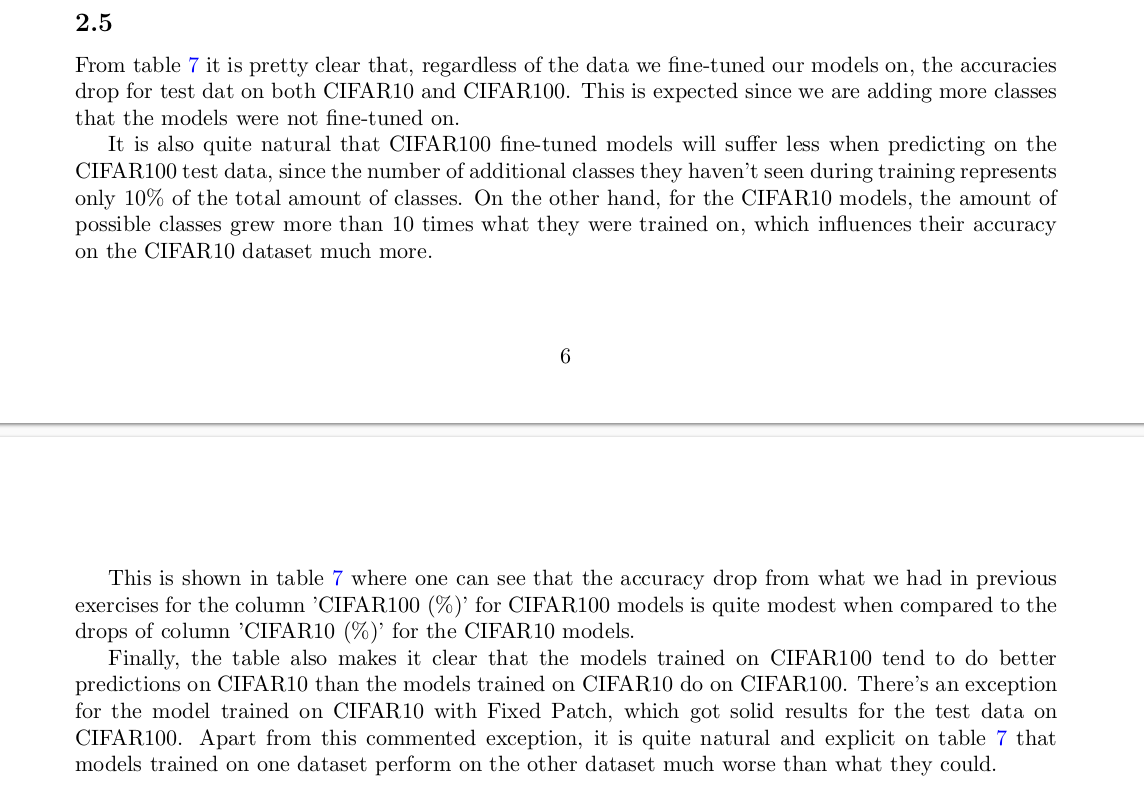 2.5
From table 7 it is pretty clear that, regardless of the data we fine-tuned our models on, the accuracies
drop for test dat on both CIFAR10 and CIFAR100. This is expected since we are adding more classes
that the models were not fine-tuned on.
It is also quite natural that CIFAR100 fine-tuned models will suffer less when predicting on the
CIFAR100 test data, since the number of additional classes they haven't seen during training represents
only 10% of the total amount of classes. On the other hand, for the CIFAR10 models, the amount of
possible classes grew more than 10 times what they were trained on, which influences their accuracy
on the CIFAR10 dataset much more.
6
This is shown in table 7 where one can see that the accuracy drop from what we had in previous
exercises for the column 'CIFAR100 (%)' for CIFAR100 models is quite modest when compared to the
drops of column 'CIFAR10 (%)' for the CIFAR10 models.
Finally, the table also makes it clear that the models trained on CIFAR100 tend to do better
predictions on CIFAR10 than the models trained on CIFAR10 do on CIFAR100. There's an exception
for the model trained on CIFAR10 with Fixed Patch, which got solid results for the test data on
CIFAR100. Apart from this commented exception, it is quite natural and explicit on table 7 that
models trained on one dataset perform on the other dataset much worse than what they could.